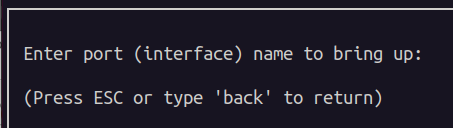 Enter port (interface) name to bring up:
(Press ESC or type 'back' to return)